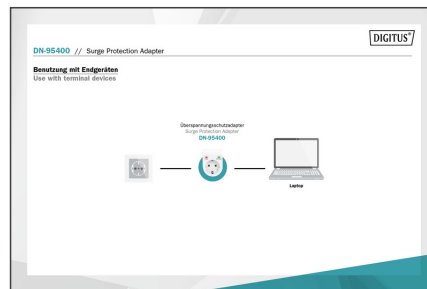 DIGITUS®
DN-95400 // Surge Protection Adapter
Benutzung mit Endgeräten
Use with terminal devices
Überspannungsschutzadapter
Surge Protection Adapter
DN-95400
Laptop